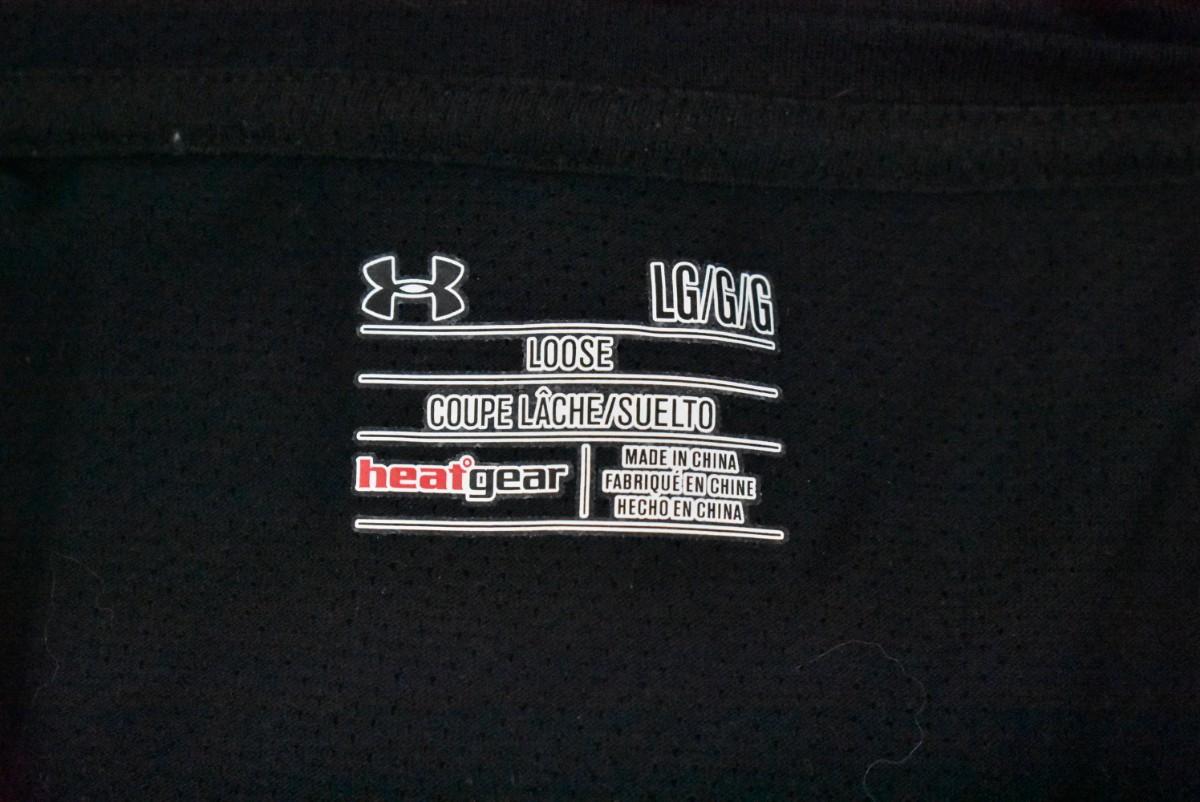 LG/G/G
LOOSE
COUPE LÂCHE/SUELTO
heatgear
MADE IN CHINA
FABRIQUÉ EN CHINE
HECHO EN CHINA